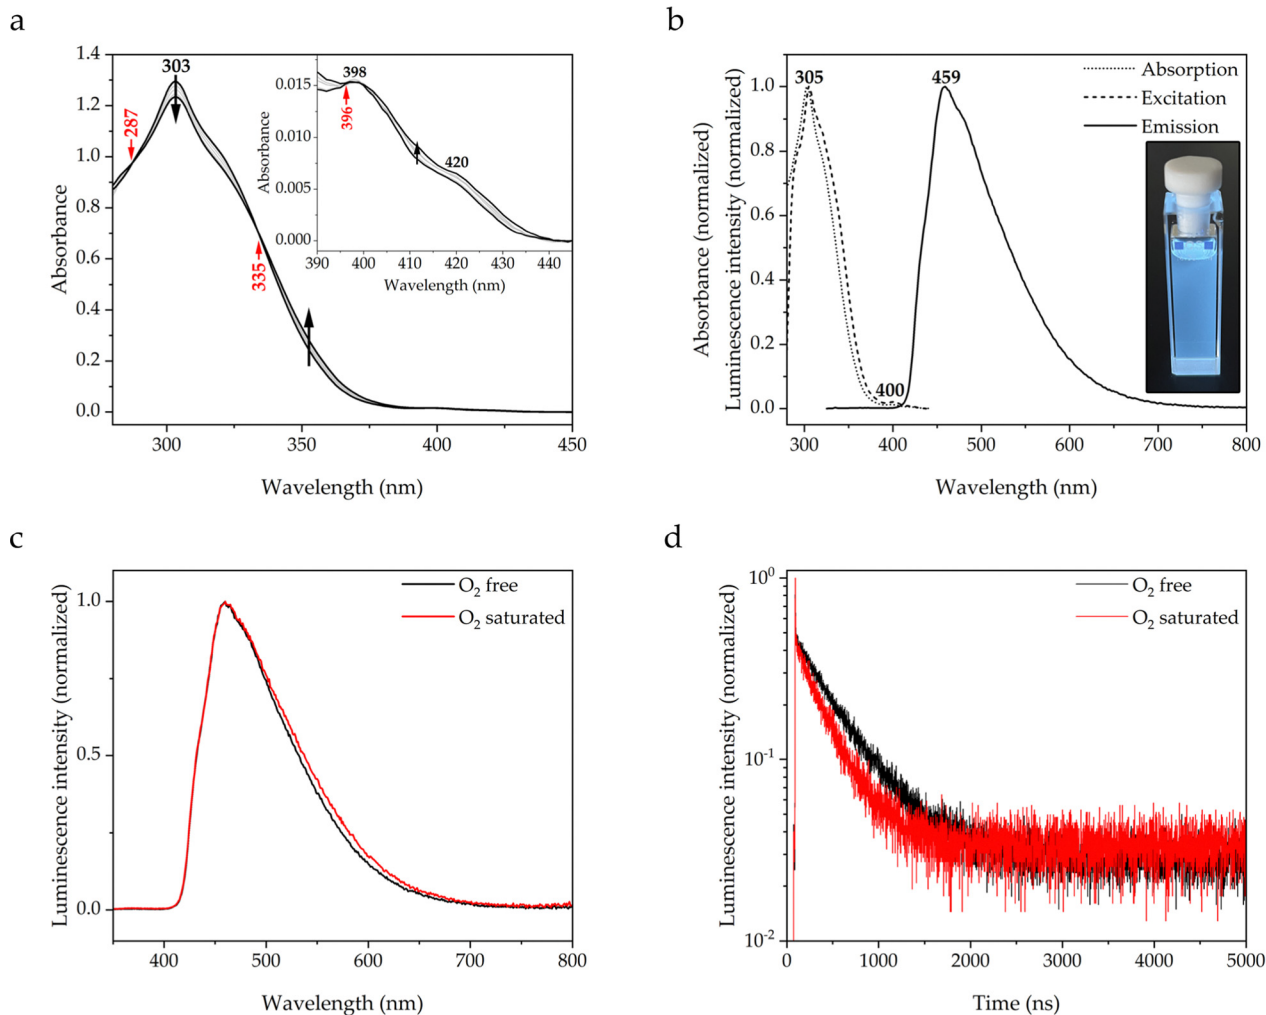 a
1.4
1.2
1.0
0.8
0.6
0.4
0.2
0.0
Absorbance
303
287
335
300
350
400
450
Wavelength (nm)
0.015
0.010
0.005
0.000
Absorbance
398
396
420
390
400
410
420
430
440
Wavelength (nm)
b
Absorbance (normalized)
Luminescence intensity (normalized)
1.0
0.8
0.6
0.4
0.2
0.0
305
459
400
Absorption
Excitation
Emission
300
400
500
600
700
800
Wavelength (nm)
c
Luminescence intensity (normalized)
1.0
0.5
0.0
O2 free
O2 saturated
400
500
600
700
800
Wavelength (nm)
d
Luminescence intensity (normalized)
10^0
10^-1
10^-2
O2 free
O2 saturated
0
1000
2000
3000
4000
5000
Time (ns)